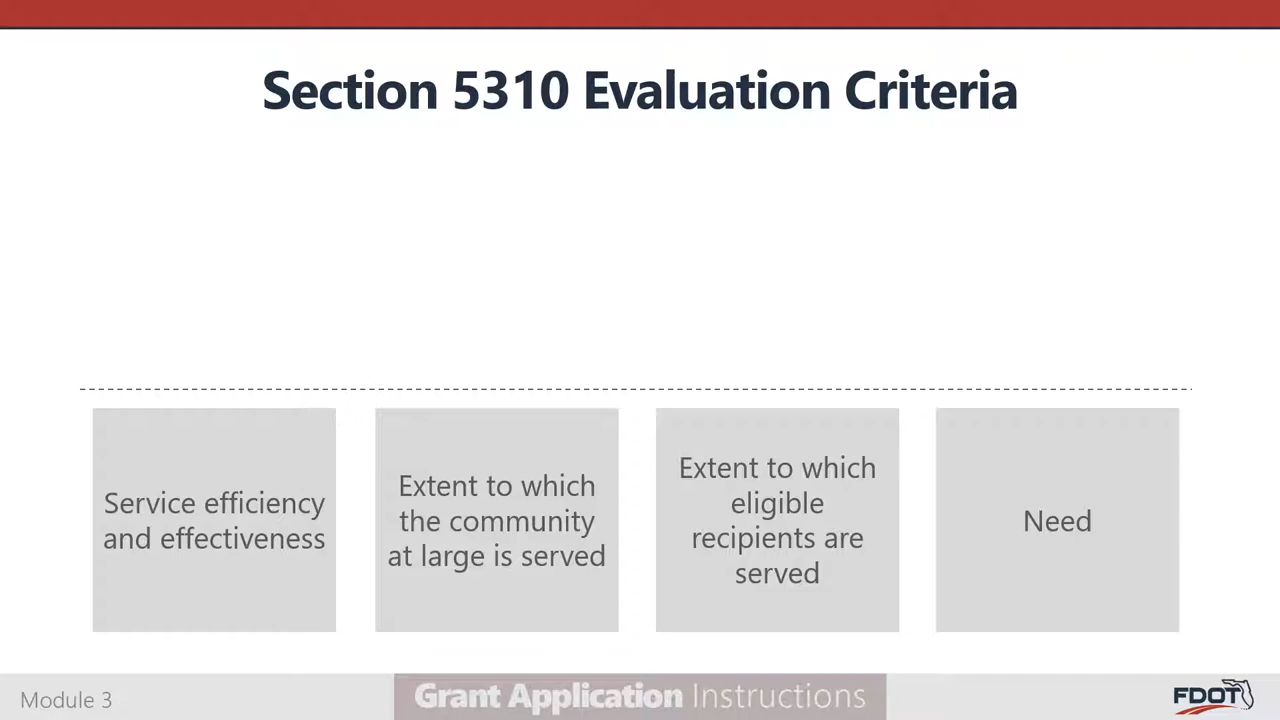 Section 5310 Evaluation Criteria
Service efficiency
and effectiveness
Extent to which
the community
at large is served
Extent to which
eligible
recipients are
served
Need
Module 3
Grant Application Instructions
FDOT